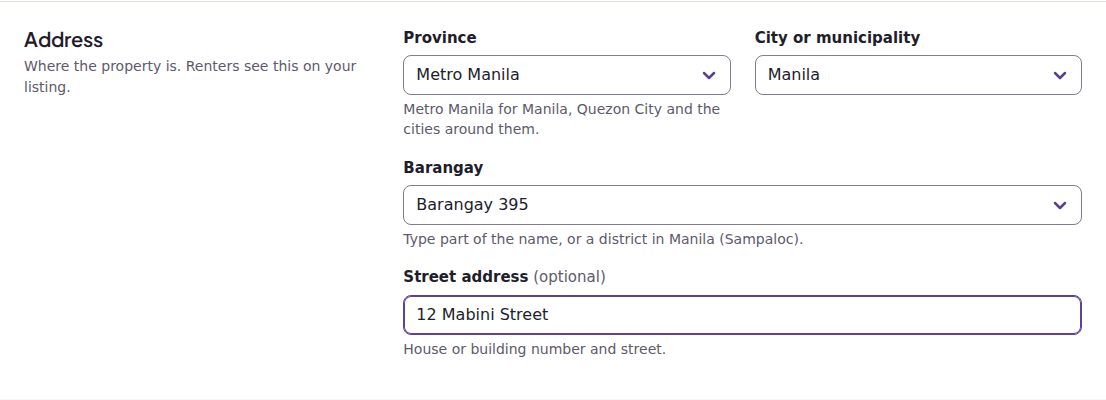 Address
Where the property is. Renters see this on your
listing.
Province
Metro Manila
Metro Manila for Manila, Quezon City and the
cities around them.
City or municipality
Manila
Barangay
Barangay 395
Type part of the name, or a district in Manila (Sampaloc).
Street address (optional)
12 Mabini Street
House or building number and street.